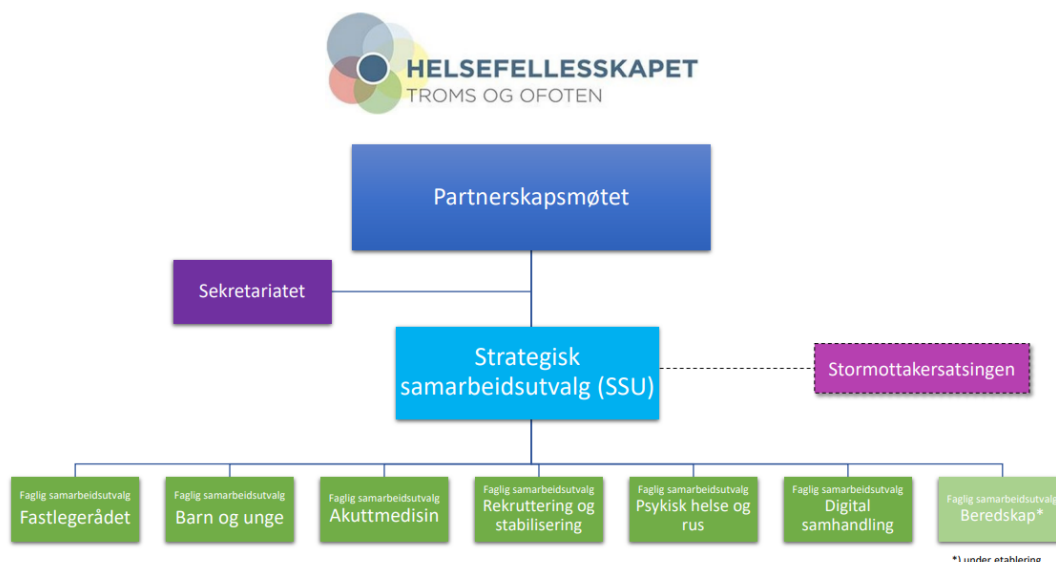 HELSEFELLESSKAPET
TROMS OG OFOTEN
Partnerskapsmøtet
Sekretariatet
Strategisk
samarbeidsutvalg (SSU)
Stormottakersatsingen
Faglig samarbeidsutvalg
Fastlegerådet
Faglig samarbeidsutvalg
Barn og unge
Faglig samarbeidsutvalg
Akuttmedisin
Faglig samarbeidsutvalg
Rekruttering og
stabilisering
Faglig samarbeidsutvalg
Psykisk helse og
rus
Faglig samarbeidsutvalg
Digital
samhandling
Faglig samarbeidsutvalg
Beredskap*
*) under etablering